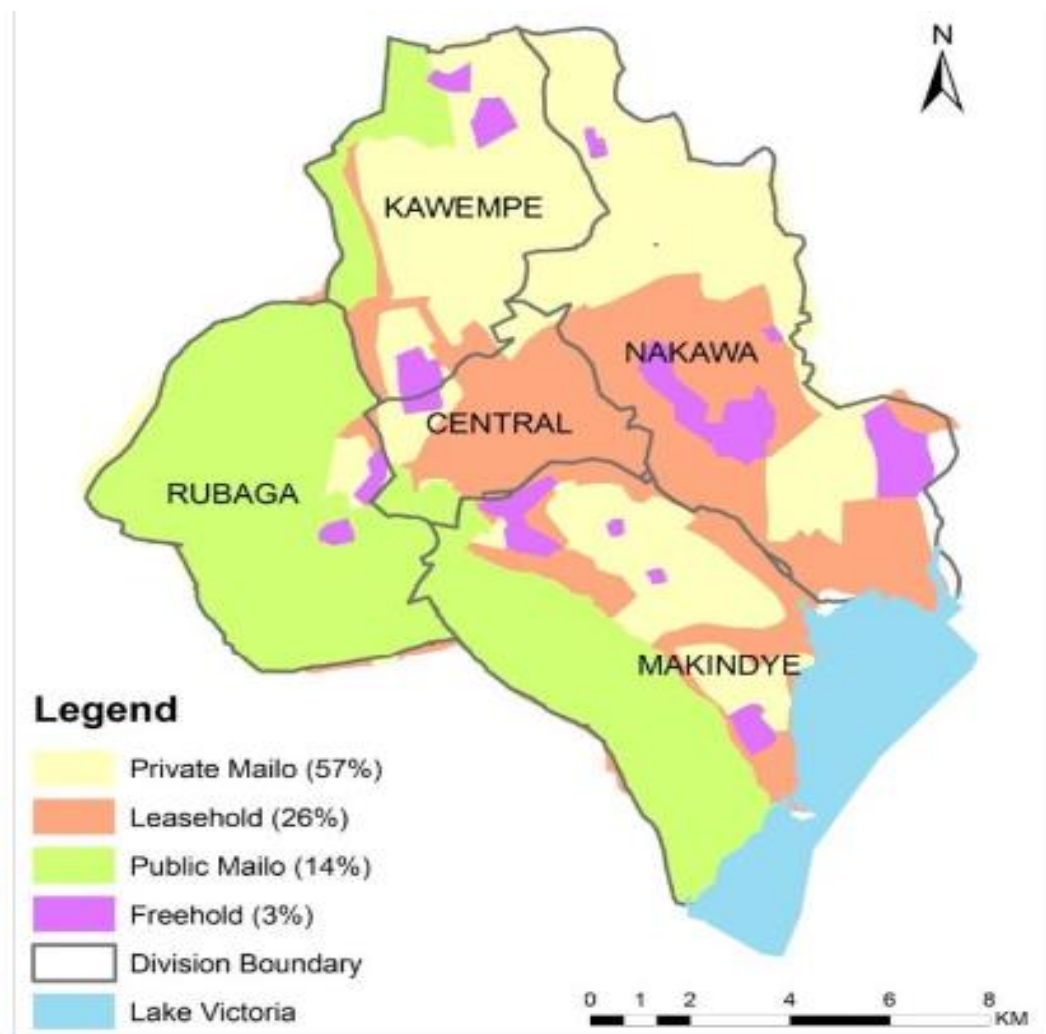 N
KAWEMPE
NAKAWA
CENTRAL
RUBAGA
MAKINDYE
Legend
Private Mailo (57%)
Leasehold (26%)
Public Mailo (14%)
Freehold (3%)
Division Boundary
Lake Victoria
0 1 2 4 6 8
KM